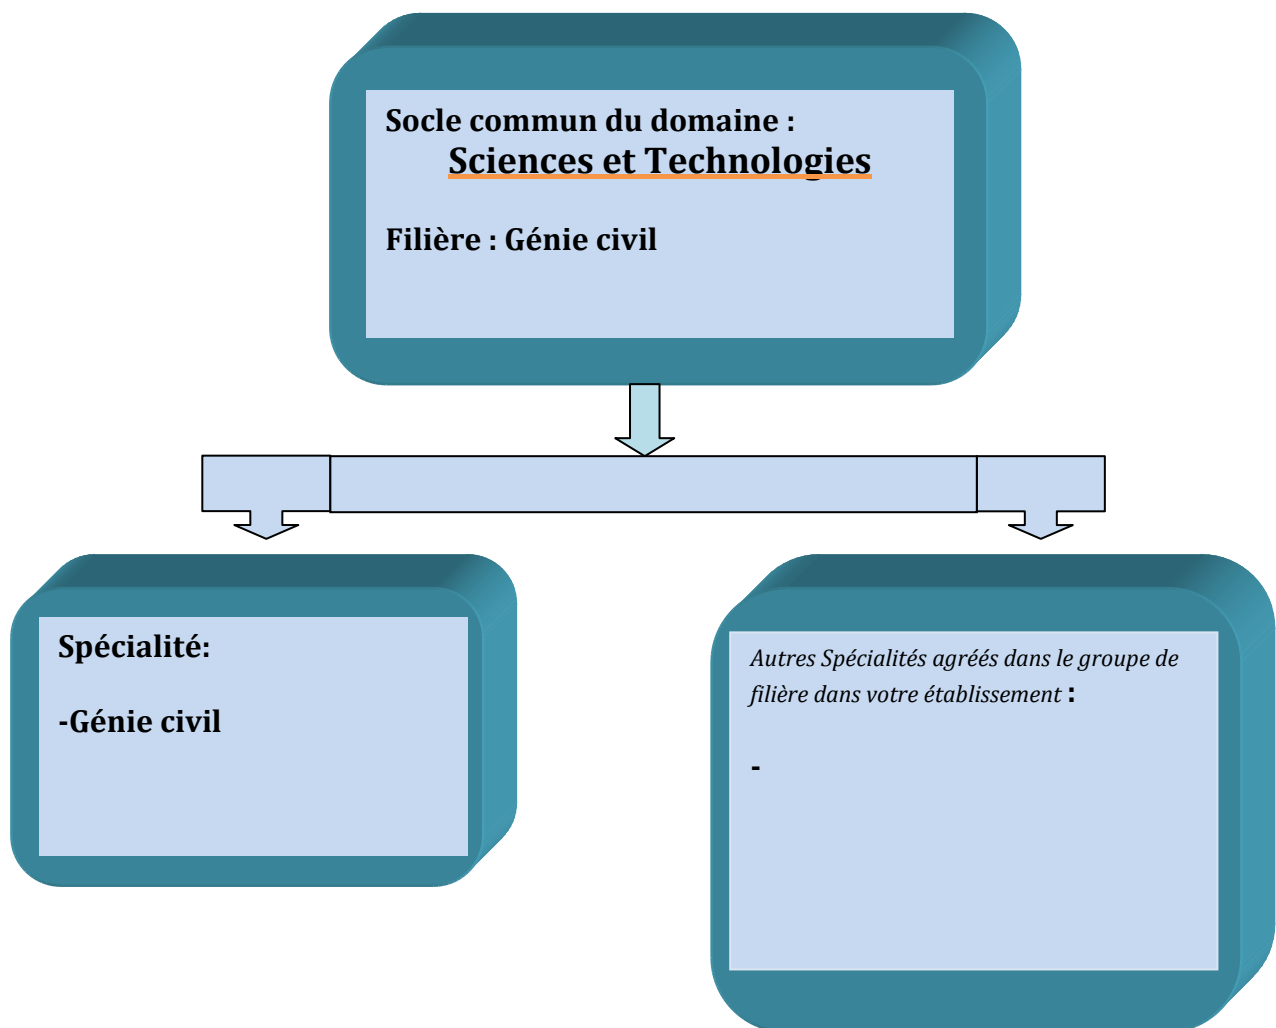 Socle commun du domaine :
Sciences et Technologies
Filière : Génie civil
Spécialité:
-Génie civil
Autres Spécialités agréés dans le groupe de
filière dans votre établissement :
-